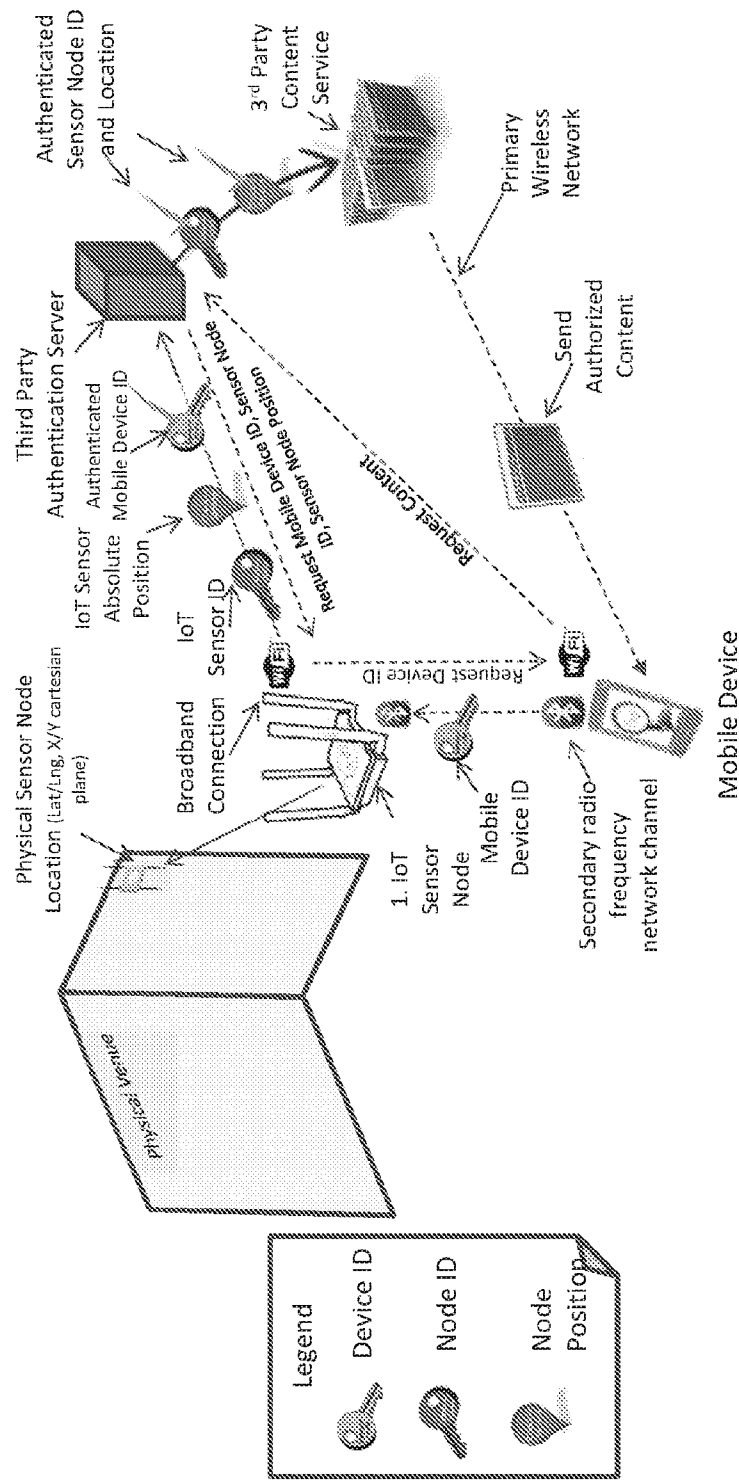 Legend
Device ID
Node ID
Node
Position
Physical Venue
Physical Sensor Node
Location (Lat/Lng, X/Y cartesian
plane)
Broadband
Connection
1. IoT
Sensor
Node
IoT
Sensor ID
IoT Sensor
Absolute
Position
Authenticated
Mobile Device ID
Third Party
Authentication Server
Authenticated
Sensor Node ID
and Location
3rd Party
Content
Service
Request Mobile Device ID, Sensor Node
ID, Sensor Node Position
Request Content
Request Device ID
Mobile
Device ID
Secondary radio
frequency
network channel
Mobile Device
Send
Authorized
Content
Primary
Wireless
Network